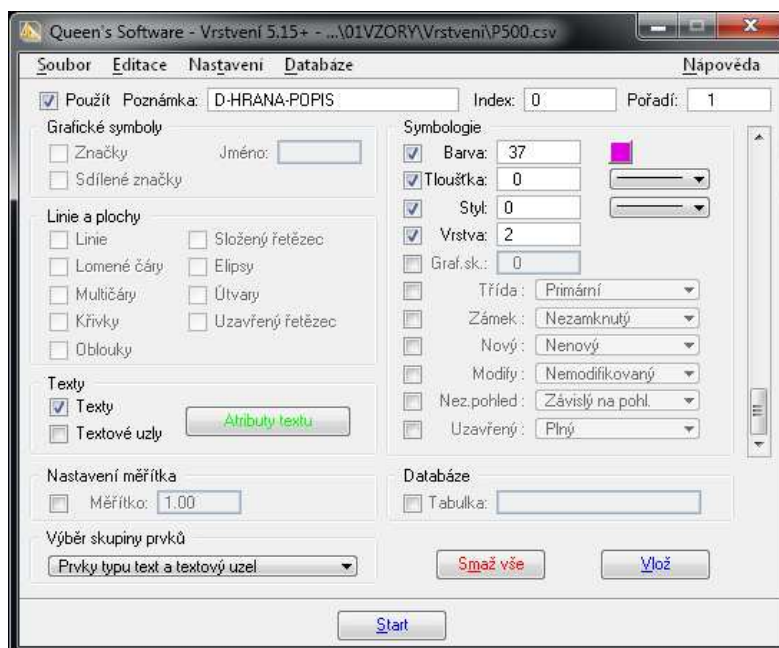 Queen's Software - Vrstvení 5.15+ - ...\01VZORY\Vrstveni\P500.csv
Soubor Editace Nastavení Databáze Nápověda
Použít Poznámka: D-HRANA-POPIS Index: 0 Pořadí: 1
Grafické symboly
Značky Jméno:
Sdílené značky
Linie a plochy
Linie Složený řetězec
Lomené čáry Elipsy
Multičáry Útvary
Křivky Uzavřený řetězec
Oblouky
Texty
Texty
Textové uzly
Atributy textu
Nastavení měřítka
Měřítko: 1.00
Výběr skupiny prvků
Prvky typu text a textový uzel
Symbologie
Barva: 37
Tloušťka: 0
Styl: 0
Vrstva: 2
Graf.sk.: 0
Třída : Primární
Zámek : Nezamknutý
Nový : Nenový
Modify : Nemodifikovaný
Nez.pohled : Závislý na pohl.
Uzavřený : Plný
Databáze
Tabulka:
Smaž vše Vlož
Start